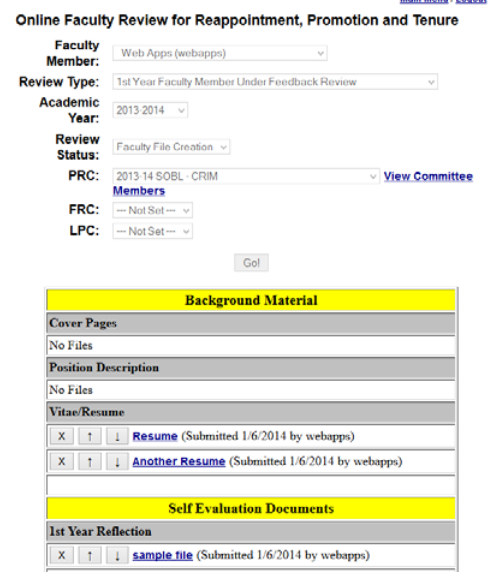 Main Menu | Logout
Online Faculty Review for Reappointment, Promotion and Tenure
Faculty Member: Web Apps (webapps)
Review Type: 1st Year Faculty Member Under Feedback Review
Academic Year: 2013-2014
Review Status: Faculty File Creation
PRC: 2013-14 SOBL - CRIM View Committee
Members
FRC: --- Not Set ---
LPC: --- Not Set ---
Go!
Background Material
Cover Pages
No Files
Position Description
No Files
Vitae/Resume
X ↑ ↓ Resume (Submitted 1/6/2014 by webapps)
X ↑ ↓ Another Resume (Submitted 1/6/2014 by webapps)
Self Evaluation Documents
1st Year Reflection
X ↑ ↓ sample file (Submitted 1/6/2014 by webapps)